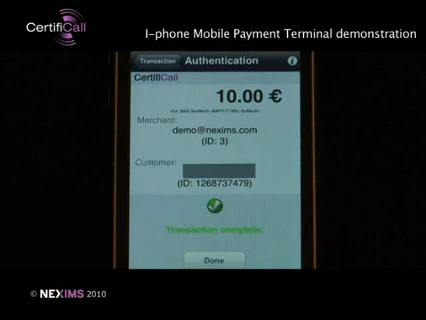 CertifiCall
I-phone Mobile Payment Terminal demonstration
Transaction
Authentication
CertifiCall
10.00 €
Merchant:
demo@nexims.com
(ID: 3)
Customer:
(ID: 1268737479)
Transaction complete.
Done
© NEXIMS 2010